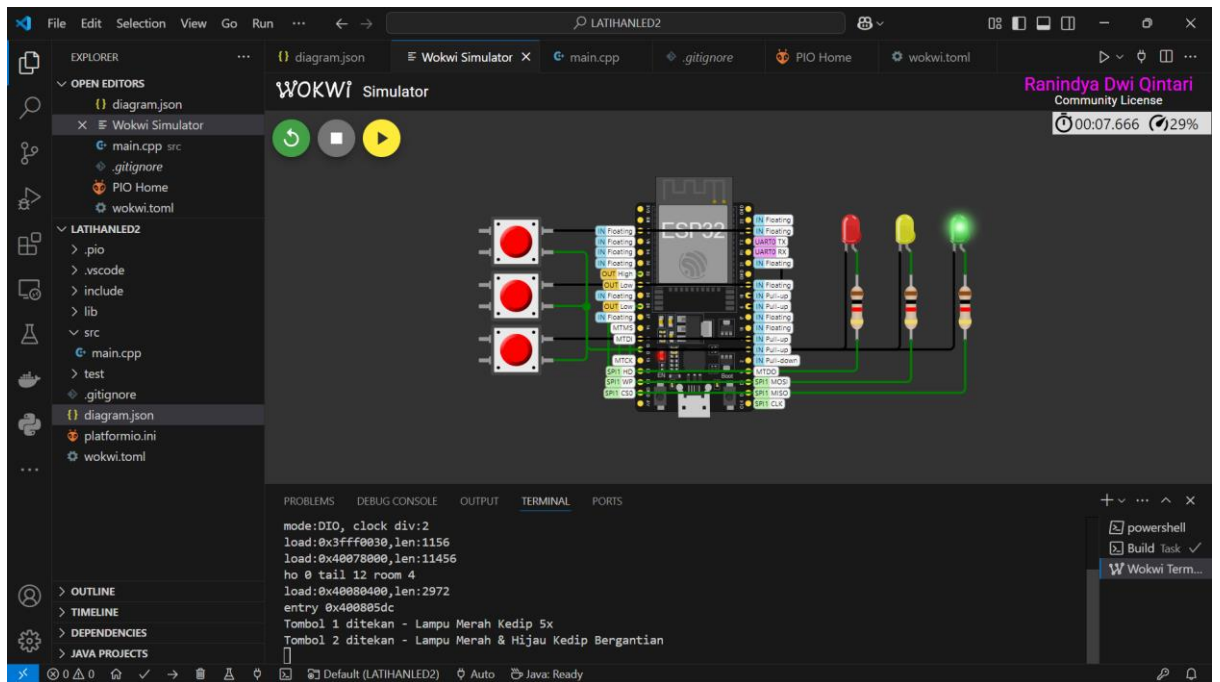 File Edit Selection View Go Run ··· LATIHANLED2
EXPLORER ···
OPEN EDITORS
{} diagram.json
Wokwi Simulator
main.cpp src
.gitignore
PIO Home
wokwi.toml
LATIHANLED2
.pio
.vscode
include
lib
src
main.cpp
test
.gitignore
diagram.json
platformio.ini
wokwi.toml
OUTLINE
TIMELINE
DEPENDENCIES
JAVA PROJECTS
{} diagram.json Wokwi Simulator main.cpp .gitignore PIO Home wokwi.toml
WOKWI Simulator
Ranindya Dwi Qintari
Community License
00:07.666 29%
ESP32
IN Floating
IN Floating
IN Floating
IN Floating
OUT High
OUT Low
IN Floating
OUT Low
IN Floating
MTMS
MTDI
MTCK
SPI1 HD
SPI1 WP
SPI1 CS0
IN Floating
IN Floating
UART0 TX
UART0 RX
IN Floating
IN Floating
IN Pull-up
IN Floating
IN Floating
IN Pull-up
IN Pull-up
IN Pull-down
MTDO
SPI1 MOSI
SPI1 MISO
SPI1 CLK
PROBLEMS DEBUG CONSOLE OUTPUT TERMINAL PORTS
mode:DIO, clock div:2
load:0x3fff0030,len:1156
load:0x40078000,len:11456
ho 0 tail 12 room 4
load:0x40080400,len:2972
entry 0x400805dc
Tombol 1 ditekan - Lampu Merah Kedip 5x
Tombol 2 ditekan - Lampu Merah & Hijau Kedip Bergantian
powershell
Build Task ✓
Wokwi Term...
0 0 Default (LATIHANLED2) Auto Java: Ready